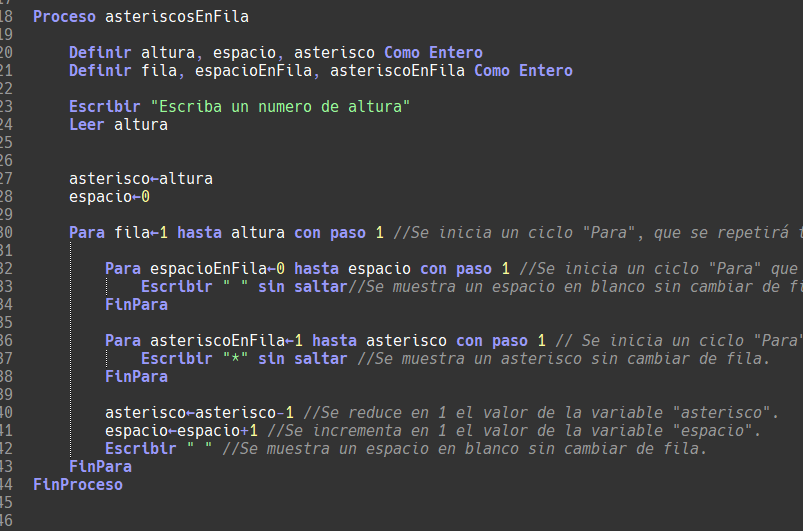 18 Proceso asteriscosEnFila
19
20 Definir altura, espacio, asterisco Como Entero
21 Definir fila, espacioEnFila, asteriscoEnFila Como Entero
22
23 Escribir "Escriba un numero de altura"
24 Leer altura
25
26
27 asterisco←altura
28 espacio←0
29
30 Para fila←1 hasta altura con paso 1 //Se inicia un ciclo "Para", que se repetirá
31
32 Para espacioEnFila←0 hasta espacio con paso 1 //Se inicia un ciclo "Para" que
33 Escribir " " sin saltar//Se muestra un espacio en blanco sin cambiar de
34 FinPara
35
36 Para asteriscoEnFila←1 hasta asterisco con paso 1 // Se inicia un ciclo "Para"
37 Escribir "*" sin saltar //Se muestra un asterisco sin cambiar de fila.
38 FinPara
39
40 asterisco←asterisco-1 //Se reduce en 1 el valor de la variable "asterisco".
41 espacio←espacio+1 //Se incrementa en 1 el valor de la variable "espacio".
42 Escribir " " //Se muestra un espacio en blanco sin cambiar de fila.
43 FinPara
44 FinProceso
45
46